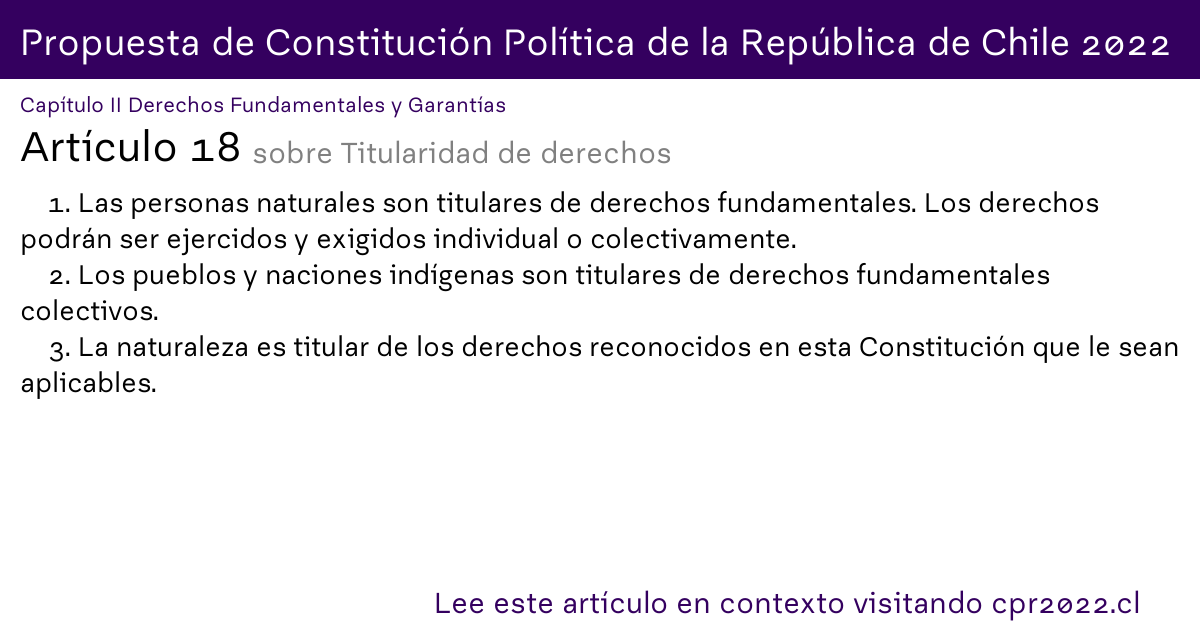 Propuesta de Constitución Política de la República de Chile 2022
Capítulo II Derechos Fundamentales y Garantías
Artículo 18 sobre Titularidad de derechos
1. Las personas naturales son titulares de derechos fundamentales. Los derechos
podrán ser ejercidos y exigidos individual o colectivamente.
2. Los pueblos y naciones indígenas son titulares de derechos fundamentales
colectivos.
3. La naturaleza es titular de los derechos reconocidos en esta Constitución que le sean
aplicables.
Lee este artículo en contexto visitando cpr2022.cl